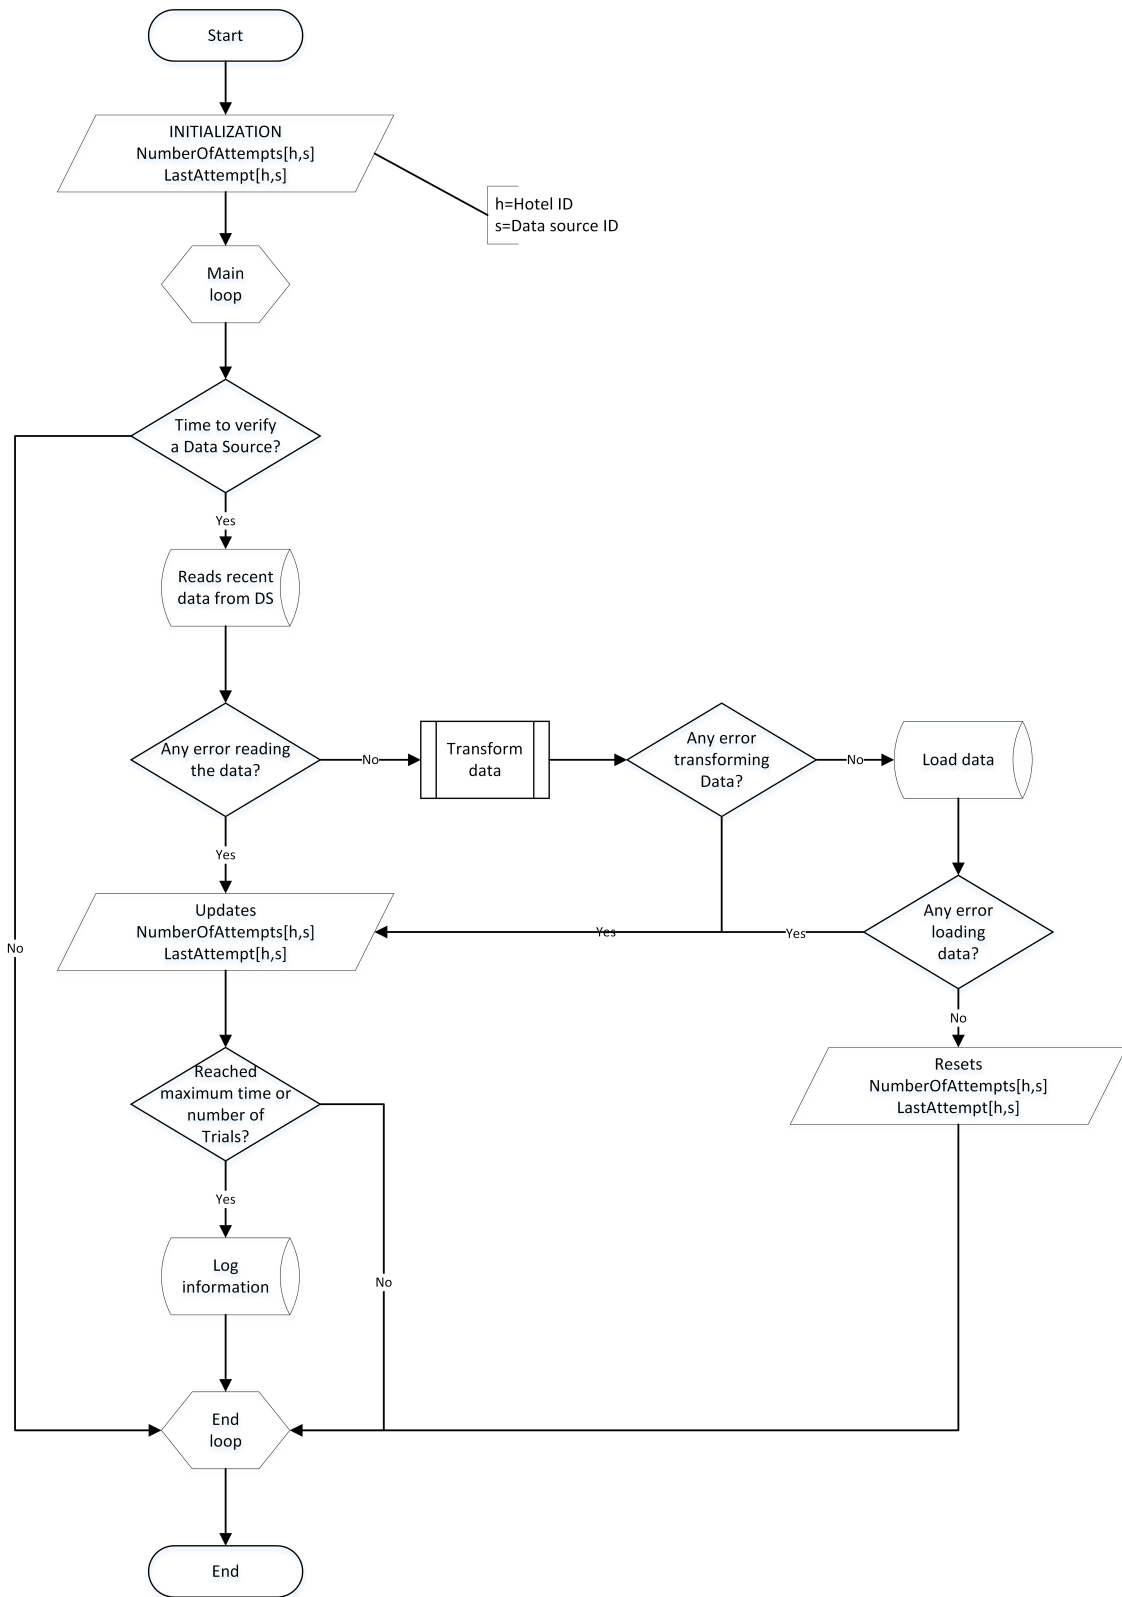 Start
INITIALIZATION
NumberOfAttempts[h,s]
LastAttempt[h,s]
h=Hotel ID
s=Data source ID
Main
loop
Time to verify
a Data Source?
Yes
Reads recent
data from DS
Any error reading
the data?
No
Transform
data
Any error
transforming
Data?
No
Load data
Yes
Updates
NumberOfAttempts[h,s]
LastAttempt[h,s]
Yes
Yes
Any error
loading
data?
No
No
Resets
NumberOfAttempts[h,s]
LastAttempt[h,s]
Reached
maximum time or
number of
Trials?
Yes
Log
information
No
End
loop
End